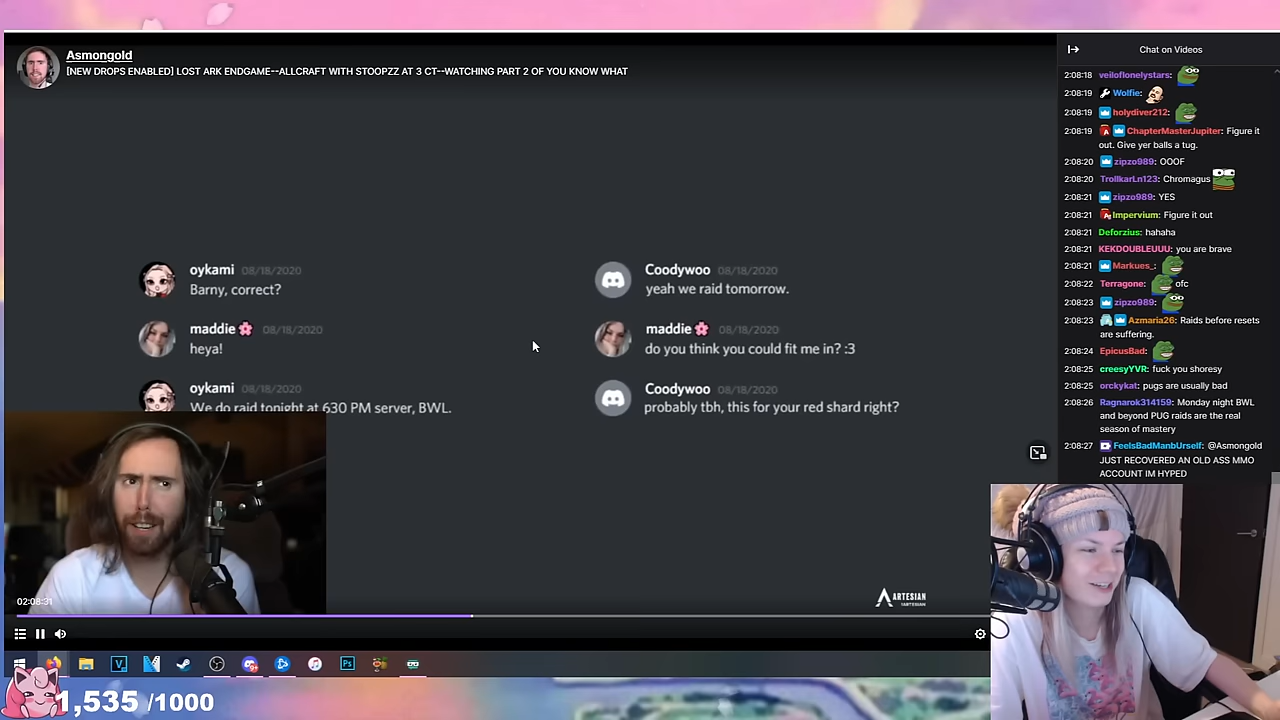 Asmongold
[NEW DROPS ENABLED] LOST ARK ENDGAME--ALLCRAFT WITH STOOPZZ AT 3 CT--WATCHING PART 2 OF YOU KNOW WHAT
oykami 08/18/2020
Barny, correct?
maddie 08/18/2020
heya!
oykami 08/18/2020
We do raid tonight at 630 PM server, BWL.
Coodywoo 08/18/2020
yeah we raid tomorrow.
maddie 08/18/2020
do you think you could fit me in? :3
Coodywoo 08/18/2020
probably tbh, this for your red shard right?
ARTESIAN
02:08:31
Chat on Videos
2:08:18 veiloflonelystars:
2:08:19 Wolfie:
2:08:19 holydiver212:
2:08:19 ChapterMasterJupiter: Figure it
out. Give yer balls a tug.
2:08:20 zipzo989: OOOF
2:08:20 TrollkarLn123: Chromagus
2:08:21 zipzo989: YES
2:08:21 Impervium: Figure it out
2:08:21 Deforzius: hahaha
2:08:21 KEKDOUBLEUUU: you are brave
2:08:21 Markues_:
2:08:22 Terragone: ofc
2:08:23 zipzo989:
2:08:23 Azmaria26: Raids before resets
are suffering.
2:08:24 EpicusBad:
2:08:25 creesyYVR: fuck you shoresy
2:08:25 orckykat: pugs are usually bad
2:08:26 Ragnarok314159: Monday night BWL
and beyond PUG raids are the real
season of mastery
2:08:27 FeelsBadManbUrself: @Asmongold
JUST RECOVERED AN OLD ASS MMO
ACCOUNT IM HYPED
Ps
1,535 /1000